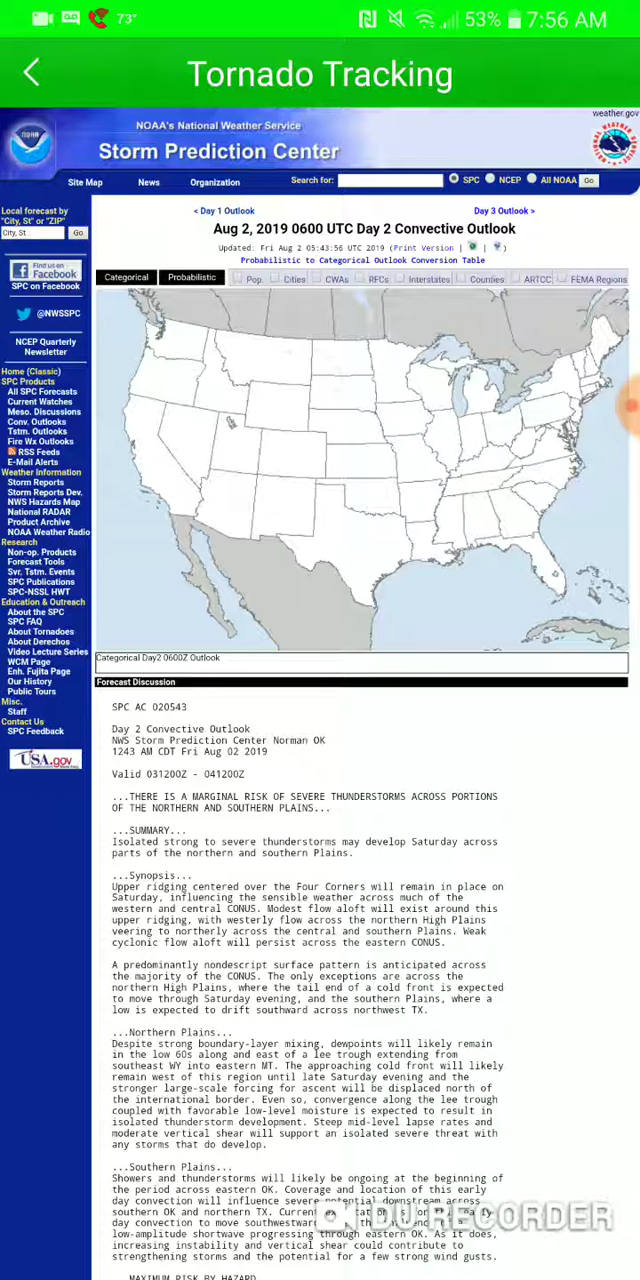 73°
53%
7:56 AM
Tornado Tracking
weather.gov
NOAA
NOAA's National Weather Service
Storm Prediction Center
Site Map
News
Organization
Search for:
SPC
NCEP
All NOAA
Go
Local forecast by
"City, St" or "ZIP"
City, St...
Go
Find us on
Facebook
SPC on Facebook
@NWSSPC
NCEP Quarterly
Newsletter
Home (Classic)
SPC Products
All SPC Forecasts
Current Watches
Meso. Discussions
Conv. Outlooks
Tstm. Outlooks
Fire Wx Outlooks
RSS Feeds
E-Mail Alerts
Weather Information
Storm Reports
Storm Reports Dev.
NWS Hazards Map
National RADAR
Product Archive
NOAA Weather Radio
Research
Non-op. Products
Forecast Tools
Svr. Tstm. Events
SPC Publications
SPC-NSSL HWT
Education & Outreach
About the SPC
SPC FAQ
About Tornadoes
About Derechos
Video Lecture Series
WCM Page
Enh. Fujita Page
Our History
Public Tours
Misc.
Staff
Contact Us
SPC Feedback
USA.gov
< Day 1 Outlook
Day 3 Outlook >
Aug 2, 2019 0600 UTC Day 2 Convective Outlook
Updated: Fri Aug 2 05:43:56 UTC 2019 (Print Version | | )
Probabilistic to Categorical Outlook Conversion Table
Categorical
Probabilistic
Pop.
Cities
CWAs
RFCs
Interstates
Counties
ARTCC
FEMA Regions
Categorical Day2 0600Z Outlook
Forecast Discussion
SPC AC 020543
Day 2 Convective Outlook
NWS Storm Prediction Center Norman OK
1243 AM CDT Fri Aug 02 2019
Valid 031200Z - 041200Z
...THERE IS A MARGINAL RISK OF SEVERE THUNDERSTORMS ACROSS PORTIONS
OF THE NORTHERN AND SOUTHERN PLAINS...
...SUMMARY...
Isolated strong to severe thunderstorms may develop Saturday across
parts of the northern and southern Plains.
...Synopsis...
Upper ridging centered over the Four Corners will remain in place on
Saturday, influencing the sensible weather across much of the
western and central CONUS. Modest flow aloft will exist around this
upper ridging, with westerly flow across the northern High Plains
veering to northerly across the central and southern Plains. Weak
cyclonic flow aloft will persist across the eastern CONUS.
A predominantly nondescript surface pattern is anticipated across
the majority of the CONUS. The only exceptions are across the
northern High Plains, where the tail end of a cold front is expected
to move through Saturday evening, and the southern Plains, where a
low is expected to drift southward across northwest TX.
...Northern Plains...
Despite strong boundary-layer mixing, dewpoints will likely remain
in the low 60s along and east of a lee trough extending from
southeast WY into eastern MT. The approaching cold front will likely
remain west of this region until late Saturday evening and the
stronger large-scale forcing for ascent will be displaced north of
the international border. Even so, convergence along the lee trough
coupled with favorable low-level moisture is expected to result in
isolated thunderstorm development. Steep mid-level lapse rates and
moderate vertical shear will support an isolated severe threat with
any storms that do develop.
...Southern Plains...
Showers and thunderstorms will likely be ongoing at the beginning of
the period across eastern OK. Coverage and location of this early
day convection will influence severe potential downstream across
southern OK and northern TX. Current
day convection to move southwestward
low-amplitude shortwave progressing through eastern OK. As it does,
increasing instability and vertical shear could contribute to
strengthening storms and the potential for a few strong wind gusts.
... MAXIMUM RISK BY HAZARD
DU RECORDER